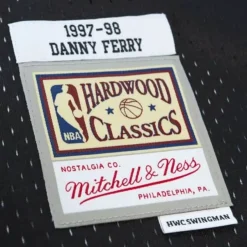 1997-98
DANNY FERRY
HARDWOOD
NBA
CLASSICS
NOSTALGIA CO.
Mitchell & Ness
PHILADELPHIA, PA.
HWC SWINGMAN